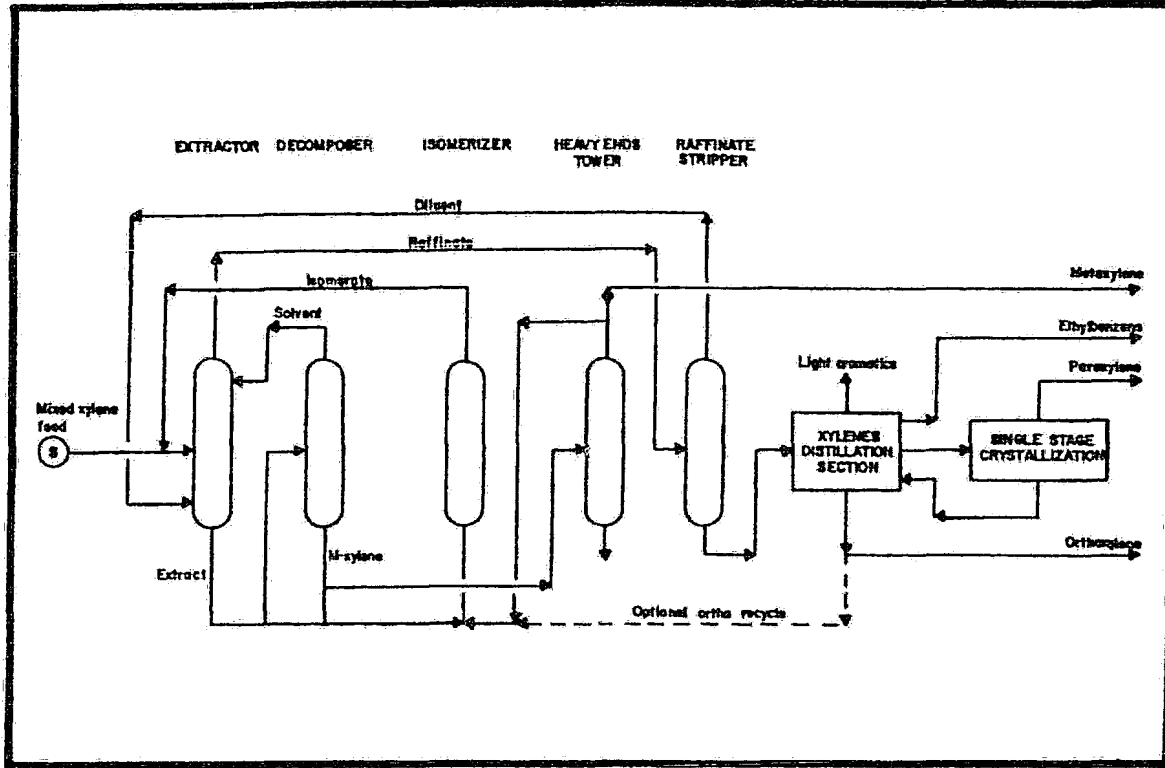 EXTRACTOR DECOMPOSER ISOMERIZER HEAVY ENDS RAFFINATE
TOWER STRIPPER
Diluent
Raffinate
Isomerate
Metaxylene
Solvent
Ethylbenzene
Light aromatics
Paraxylene
Mixed xylene
feed
S
XYLENES
DISTILLATION
SECTION
SINGLE STAGE
CRYSTALLIZATION
Orthoxylene
M-xylene
Extract
Optional ortho recycle